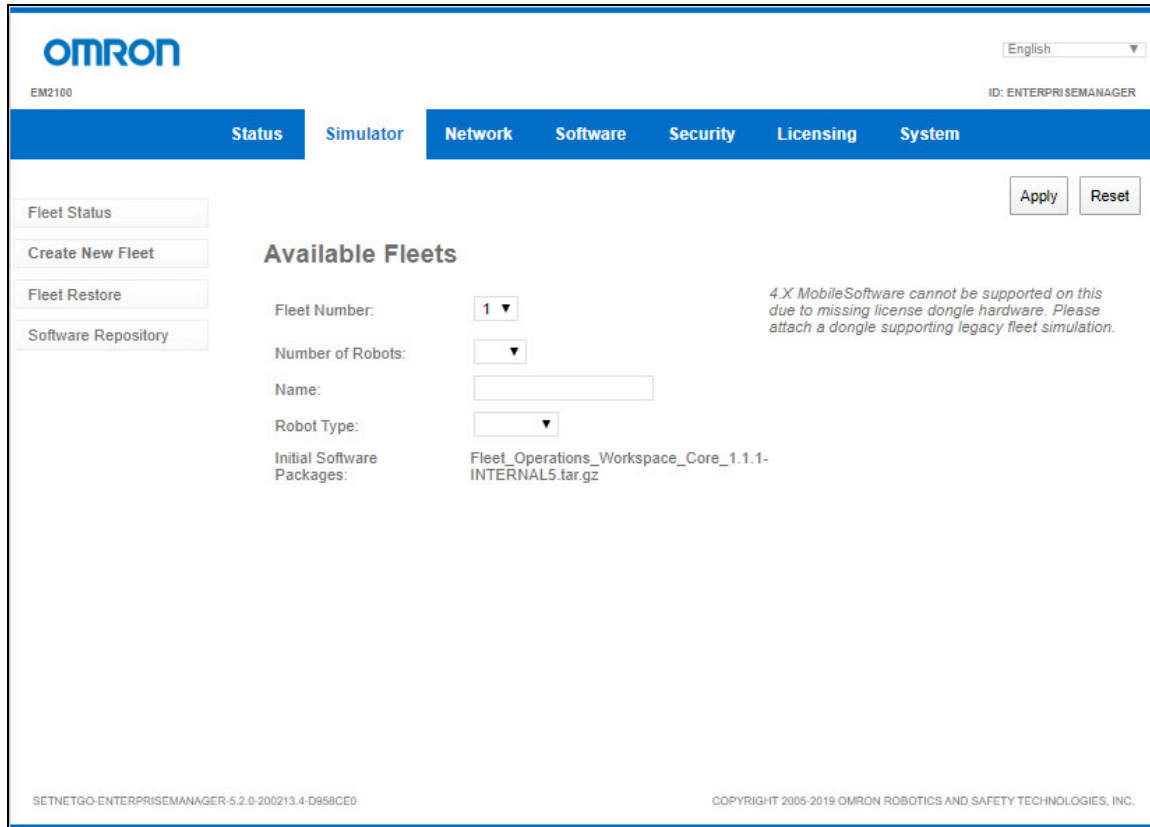 OMRON
English
EM2100
ID: ENTERPRISEMANAGER
Status Simulator Network Software Security Licensing System
Apply Reset
Fleet Status
Create New Fleet
Fleet Restore
Software Repository
Available Fleets
Fleet Number: 1
Number of Robots:
Name:
Robot Type:
Initial Software
Packages:
Fleet_Operations_Workspace_Core_1.1.1-
INTERNAL5.tar.gz
4.X MobileSoftware cannot be supported on this
due to missing license dongle hardware. Please
attach a dongle supporting legacy fleet simulation.
SETNETGO-ENTERPRISEMANAGER-5.2.0-200213.4-D958CE0
COPYRIGHT 2005-2019 OMRON ROBOTICS AND SAFETY TECHNOLOGIES, INC.